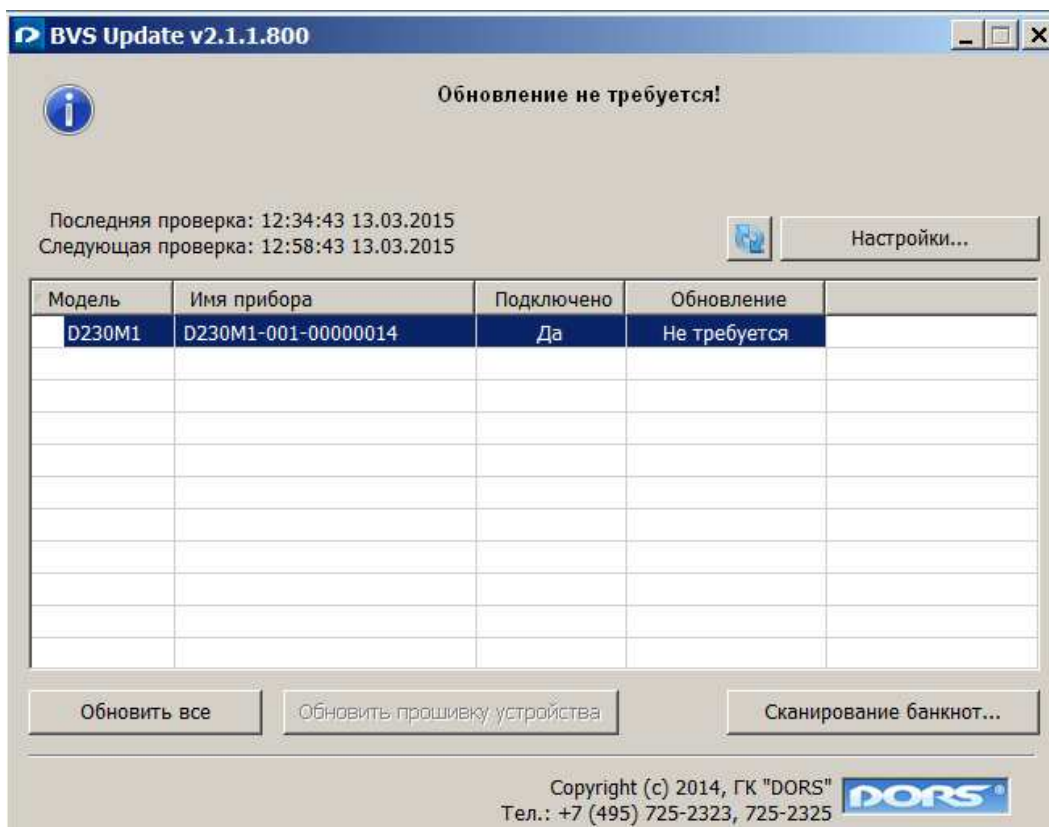 BVS Update v2.1.1.800
Обновление не требуется!
Последняя проверка: 12:34:43 13.03.2015
Следующая проверка: 12:58:43 13.03.2015
Настройки...
Модель Имя прибора Подключено Обновление
D230M1 D230M1-001-00000014 Да Не требуется
Обновить все Обновить прошивку устройства Сканирование банкнот...
Copyright (c) 2014, ГК "DORS"
Тел.: +7 (495) 725-2323, 725-2325
DORS